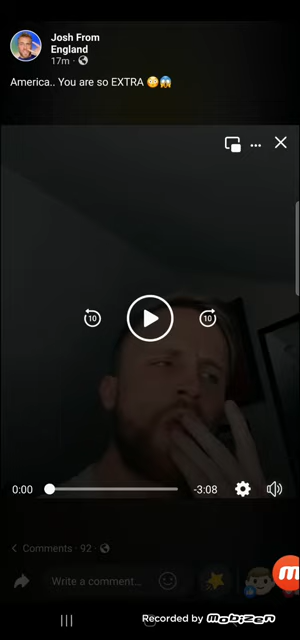 Josh From
England
17m ·
America.. You are so EXTRA 😳😱
10
10
0:00
-3:08
Comments · 92 ·
Write a comment...
Recorded by mobizen